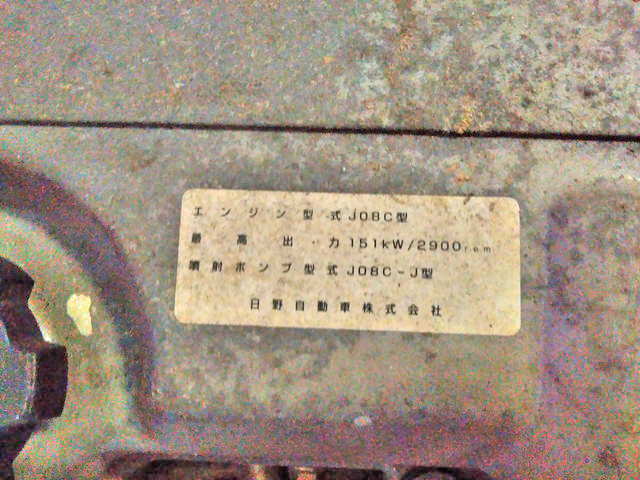 エンジン型式J08C型
最高出力151kW/2900rpm
噴射ポンプ型式J08C-J型
日野自動車株式会社